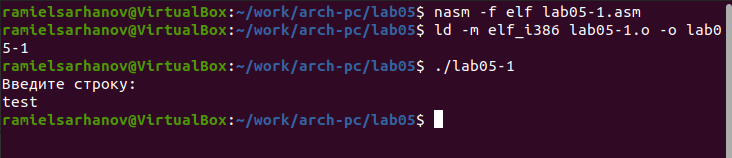 ramielsarhanov@VirtualBox:~/work/arch-pc/lab05$ nasm -f elf lab05-1.asm
ramielsarhanov@VirtualBox:~/work/arch-pc/lab05$ ld -m elf_i386 lab05-1.o -o lab0
5-1
ramielsarhanov@VirtualBox:~/work/arch-pc/lab05$ ./lab05-1
Введите строку:
test
ramielsarhanov@VirtualBox:~/work/arch-pc/lab05$